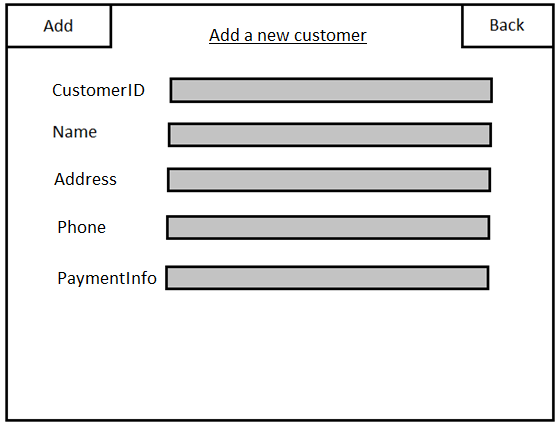 Add
Add a new customer
Back
CustomerID
Name
Address
Phone
PaymentInfo